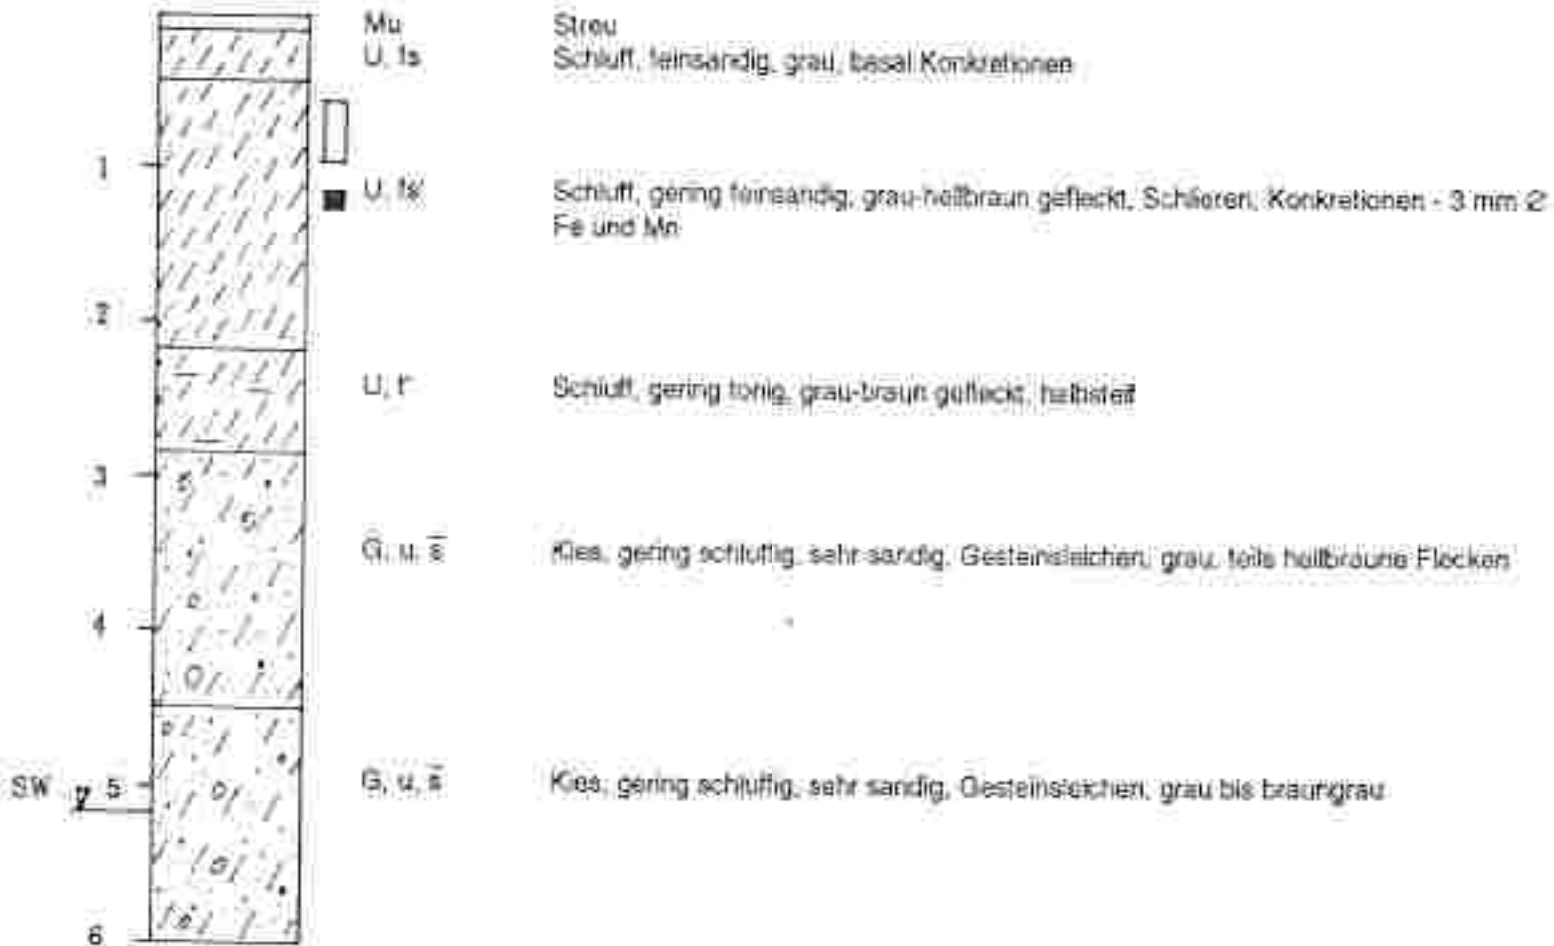 Mu Streu
U, fs Schluff, feinsandig, grau, basal Konkretionen
1
U, fs' Schluff, gering feinsandig, grau-hellbraun gefleckt, Schlieren, Konkretionen - 3 mm Ø
Fe und Mn
2
U, t' Schluff, gering tonig, grau-braun gefleckt, halbsteif
3
G, u, s̅ Kies, gering schluffig, sehr sandig, Gesteinsleichen, grau, teils hellbraune Flecken
4
SW 5 G, u, s̅ Kies, gering schluffig, sehr sandig, Gesteinsleichen, grau bis braungrau
6